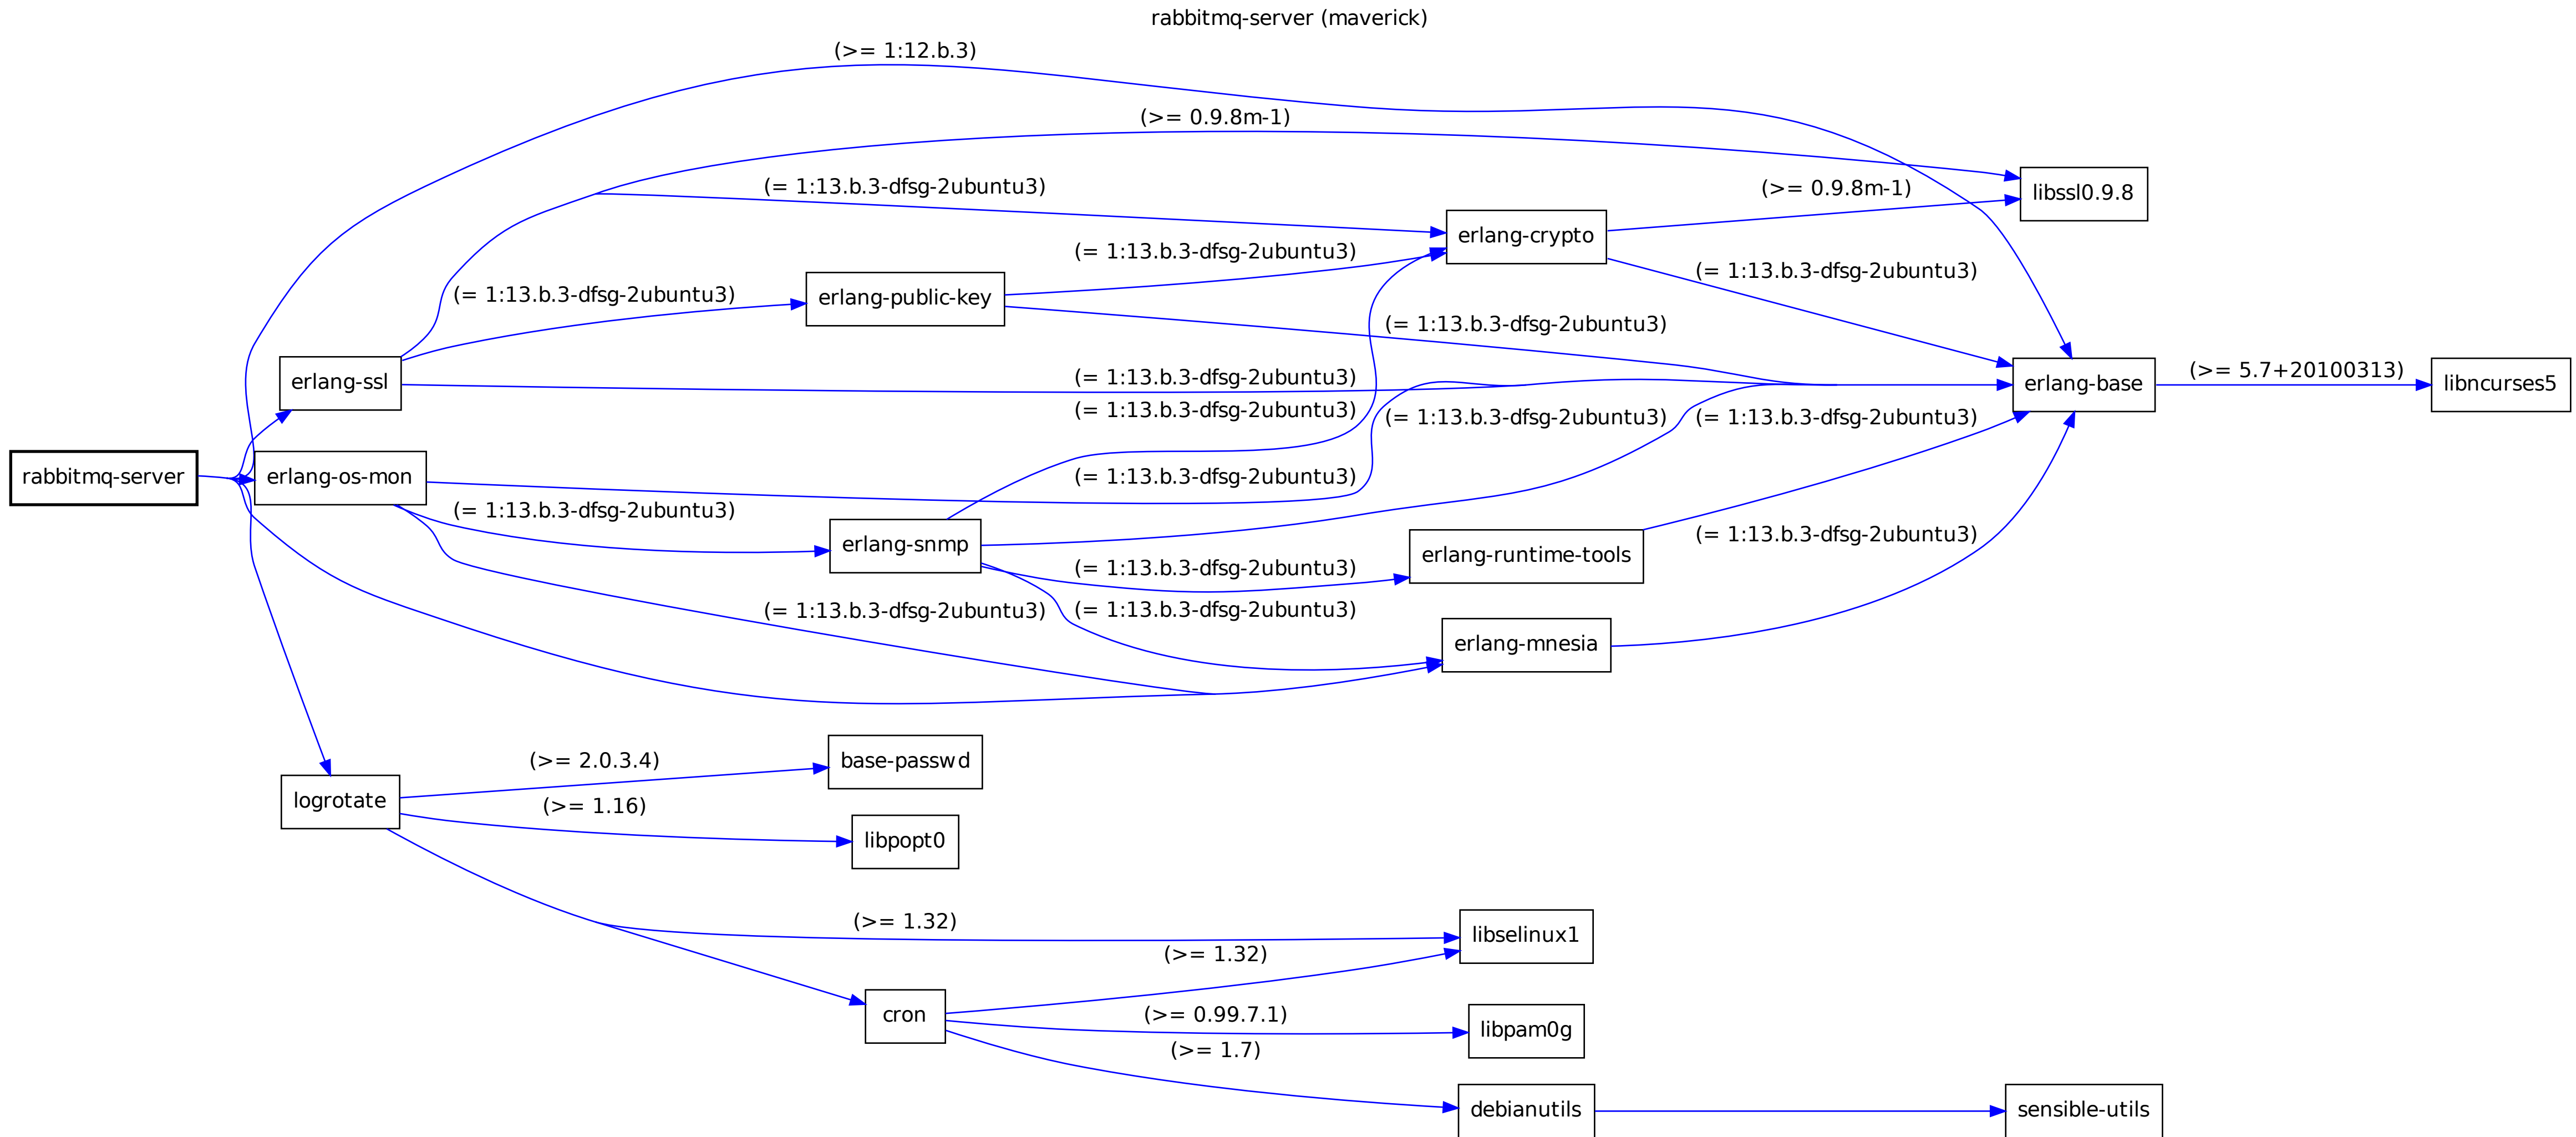 rabbitmq-server (maverick)
(>= 1:12.b.3)
(>= 0.9.8m-1)
(= 1:13.b.3-dfsg-2ubuntu3)
(>= 0.9.8m-1)
libssl0.9.8
erlang-crypto
(= 1:13.b.3-dfsg-2ubuntu3)
(= 1:13.b.3-dfsg-2ubuntu3)
(= 1:13.b.3-dfsg-2ubuntu3)
erlang-public-key
(= 1:13.b.3-dfsg-2ubuntu3)
erlang-ssl
(= 1:13.b.3-dfsg-2ubuntu3)
erlang-base
(>= 5.7+20100313)
libncurses5
(= 1:13.b.3-dfsg-2ubuntu3)
(= 1:13.b.3-dfsg-2ubuntu3)
(= 1:13.b.3-dfsg-2ubuntu3)
rabbitmq-server
erlang-os-mon
(= 1:13.b.3-dfsg-2ubuntu3)
(= 1:13.b.3-dfsg-2ubuntu3)
erlang-snmp
(= 1:13.b.3-dfsg-2ubuntu3)
erlang-runtime-tools
(= 1:13.b.3-dfsg-2ubuntu3)
(= 1:13.b.3-dfsg-2ubuntu3)
(= 1:13.b.3-dfsg-2ubuntu3)
erlang-mnesia
(>= 2.0.3.4)
base-passwd
logrotate
(>= 1.16)
libpopt0
(>= 1.32)
libselinux1
(>= 1.32)
cron
(>= 0.99.7.1)
libpam0g
(>= 1.7)
debianutils
sensible-utils